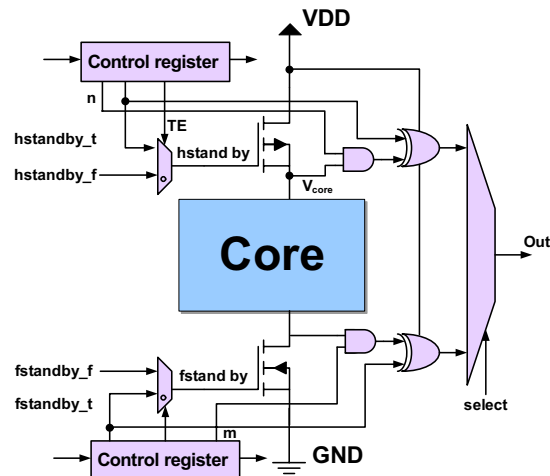 VDD
Control register
n
TE
hstandby_t
hstand by
hstandby_f
Vcore
Core
Out
fstandby_f
fstand by
fstandby_t
select
m
GND
Control register